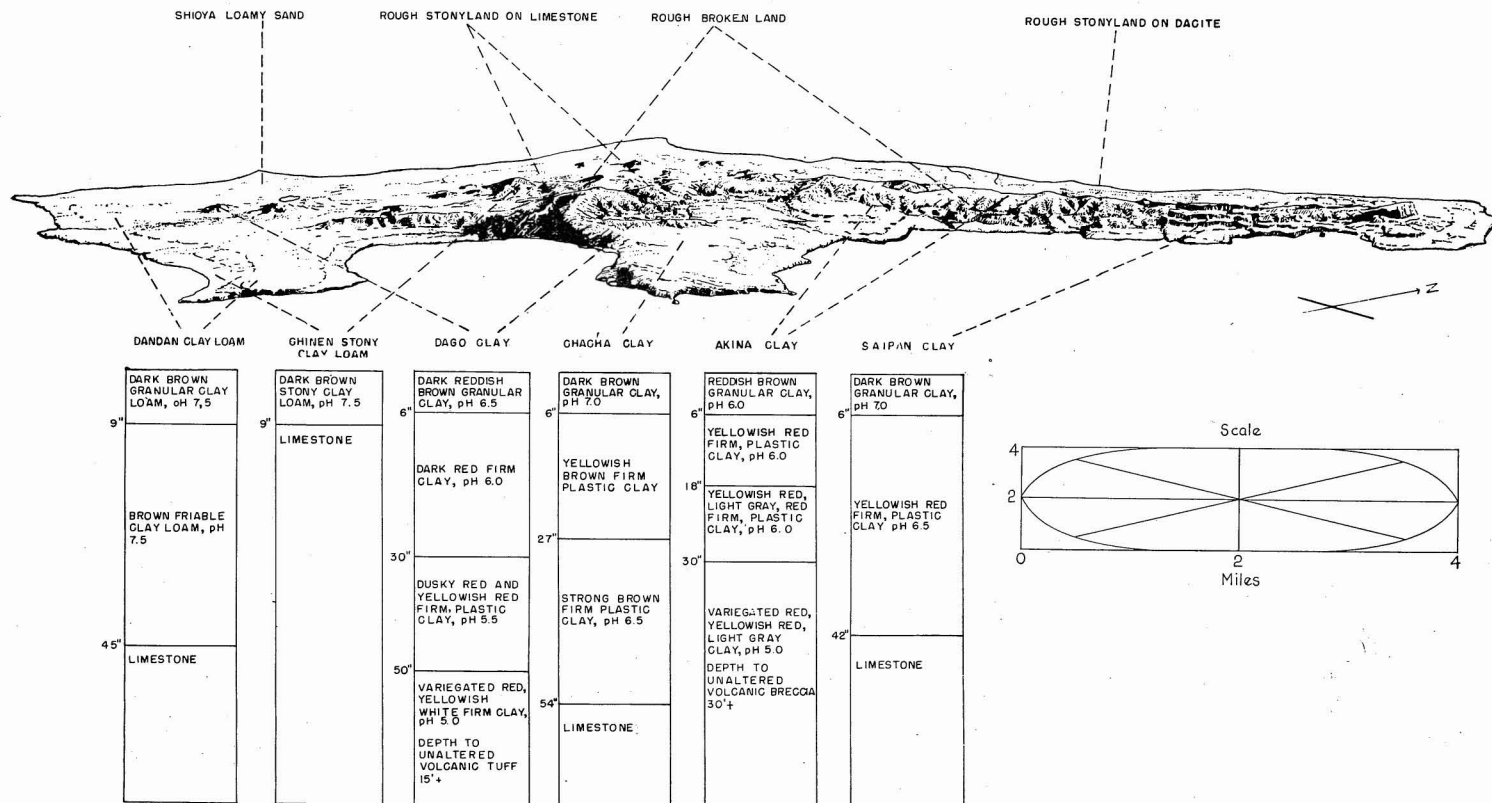 SHIOYA LOAMY SAND
ROUGH STONYLAND ON LIMESTONE
ROUGH BROKEN LAND
ROUGH STONYLAND ON DACITE
Z
DANDAN CLAY LOAM
CHINEN STONY
CLAY LOAM
DAGO CLAY
CHACHA CLAY
AKINA CLAY
SAIPAN CLAY
DARK BROWN
GRANULAR CLAY
LOAM, pH 7.5
9"
BROWN FRIABLE
CLAY LOAM, pH
7.5
45"
LIMESTONE
DARK BROWN
STONY CLAY
LOAM, pH 7.5
9"
LIMESTONE
DARK REDDISH
BROWN GRANULAR
CLAY, pH 6.5
6"
DARK RED FIRM
CLAY, pH 6.0
30"
DUSKY RED AND
YELLOWISH RED
FIRM, PLASTIC
CLAY, pH 5.5
50"
VARIEGATED RED,
YELLOWISH
WHITE FIRM CLAY,
pH 5.0
DEPTH TO
UNALTERED
VOLCANIC TUFF
15'+
DARK BROWN
GRANULAR CLAY,
pH 7.0
6"
YELLOWISH
BROWN FIRM
PLASTIC CLAY
27"
STRONG BROWN
FIRM PLASTIC
CLAY, pH 6.5
54"
LIMESTONE
REDDISH BROWN
GRANULAR CLAY,
pH 6.0
6"
YELLOWISH RED
FIRM, PLASTIC
CLAY, pH 6.0
18"
YELLOWISH RED,
LIGHT GRAY, RED
FIRM, PLASTIC
CLAY, pH 6.0
30"
VARIEGATED RED,
YELLOWISH RED,
LIGHT GRAY
CLAY, pH 5.0
DEPTH TO
UNALTERED
VOLCANIC BRECCIA
30'+
DARK BROWN
GRANULAR CLAY,
pH 7.0
6"
YELLOWISH RED
FIRM, PLASTIC
CLAY pH 6.5
42"
LIMESTONE
Scale
4
2
0 2 4
Miles